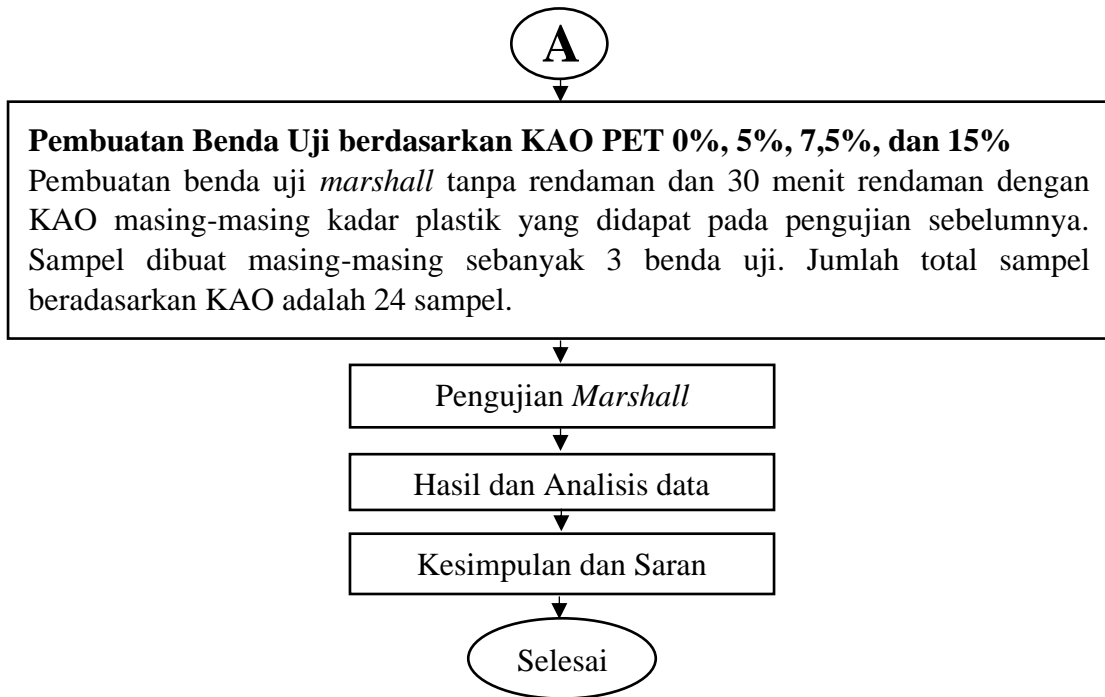 A
Pembuatan Benda Uji berdasarkan KAO PET 0%, 5%, 7,5%, dan 15%
Pembuatan benda uji marshall tanpa rendaman dan 30 menit rendaman dengan
KAO masing-masing kadar plastik yang didapat pada pengujian sebelumnya.
Sampel dibuat masing-masing sebanyak 3 benda uji. Jumlah total sampel
beradasarkan KAO adalah 24 sampel.
Pengujian Marshall
Hasil dan Analisis data
Kesimpulan dan Saran
Selesai